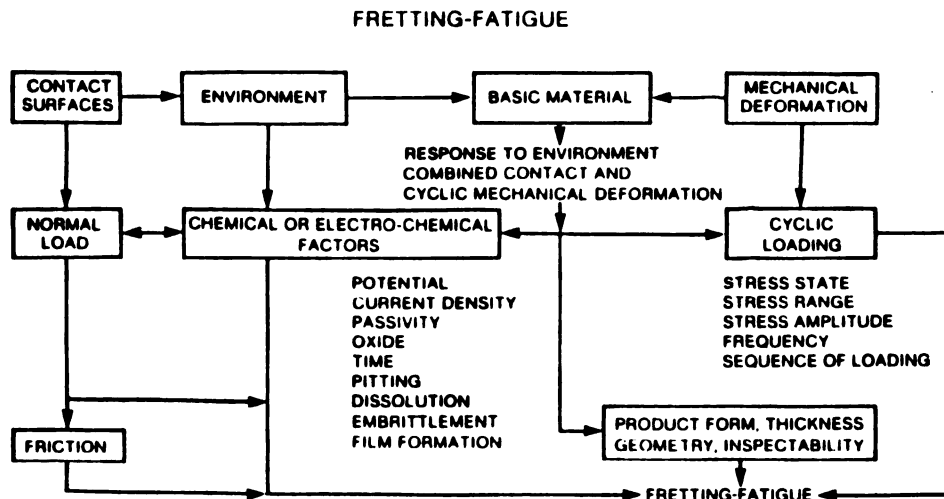 FRETTING-FATIGUE
CONTACT
SURFACES
ENVIRONMENT
BASIC MATERIAL
MECHANICAL
DEFORMATION
RESPONSE TO ENVIRONMENT
COMBINED CONTACT AND
CYCLIC MECHANICAL DEFORMATION
NORMAL
LOAD
CHEMICAL OR ELECTRO-CHEMICAL
FACTORS
CYCLIC
LOADING
POTENTIAL
CURRENT DENSITY
PASSIVITY
OXIDE
TIME
PITTING
DISSOLUTION
EMBRITTLEMENT
FILM FORMATION
STRESS STATE
STRESS RANGE
STRESS AMPLITUDE
FREQUENCY
SEQUENCE OF LOADING
FRICTION
PRODUCT FORM, THICKNESS
GEOMETRY, INSPECTABILITY
FRETTING-FATIGUE